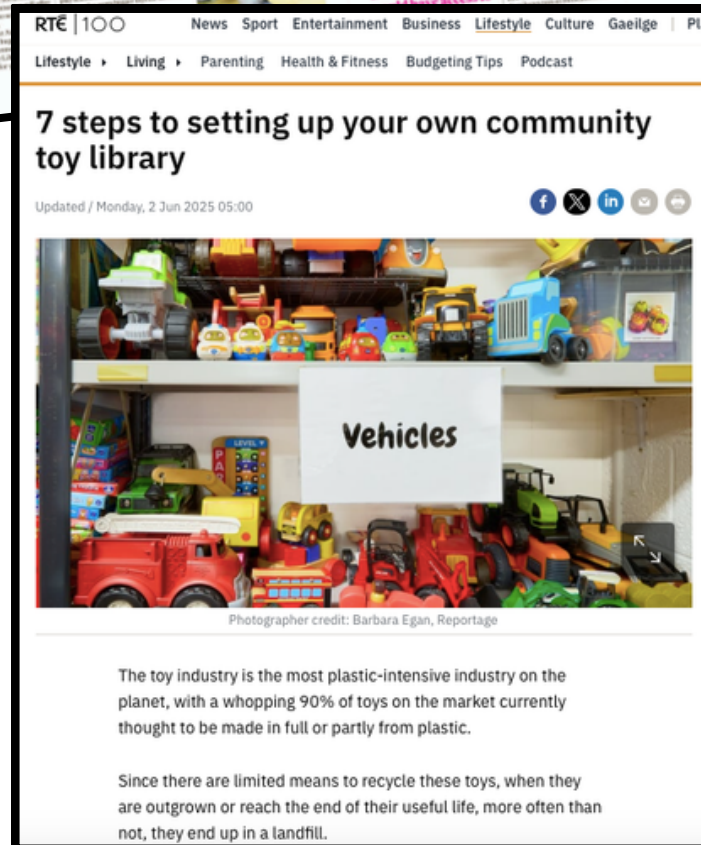 RTÉ 100
News Sport Entertainment Business Lifestyle Culture Gaeilge
Lifestyle Living Parenting Health & Fitness Budgeting Tips Podcast
7 steps to setting up your own community
toy library
Updated / Monday, 2 Jun 2025 05:00
LEVEL
Vehicles
Photographer credit: Barbara Egan, Reportage
The toy industry is the most plastic-intensive industry on the
planet, with a whopping 90% of toys on the market currently
thought to be made in full or partly from plastic.
Since there are limited means to recycle these toys, when they
are outgrown or reach the end of their useful life, more often than
not, they end up in a landfill.